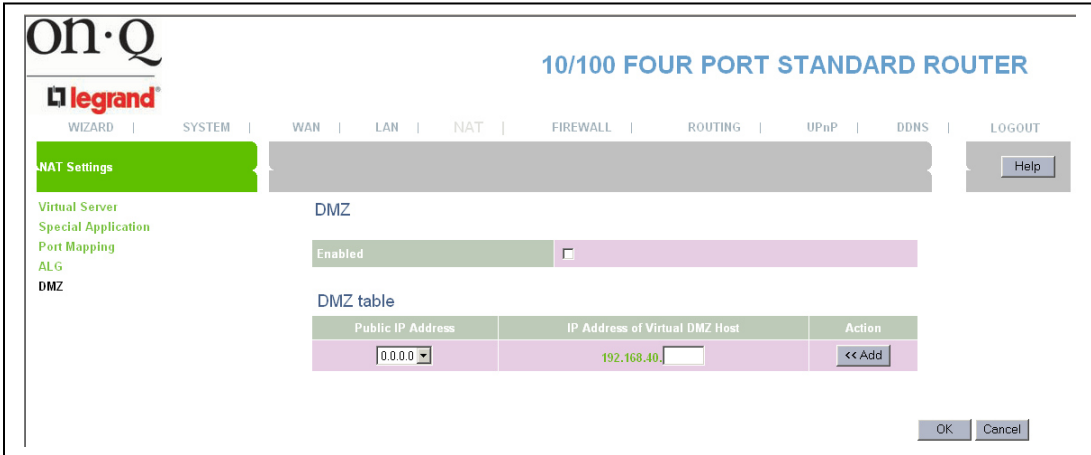 on·Q
legrand®
10/100 FOUR PORT STANDARD ROUTER
WIZARD | SYSTEM | WAN | LAN | NAT | FIREWALL | ROUTING | UPnP | DDNS | LOGOUT
NAT Settings
Help
Virtual Server
Special Application
Port Mapping
ALG
DMZ
DMZ
Enabled
DMZ table
Public IP Address IP Address of Virtual DMZ Host Action
0.0.0.0 192.168.40. << Add
OK Cancel